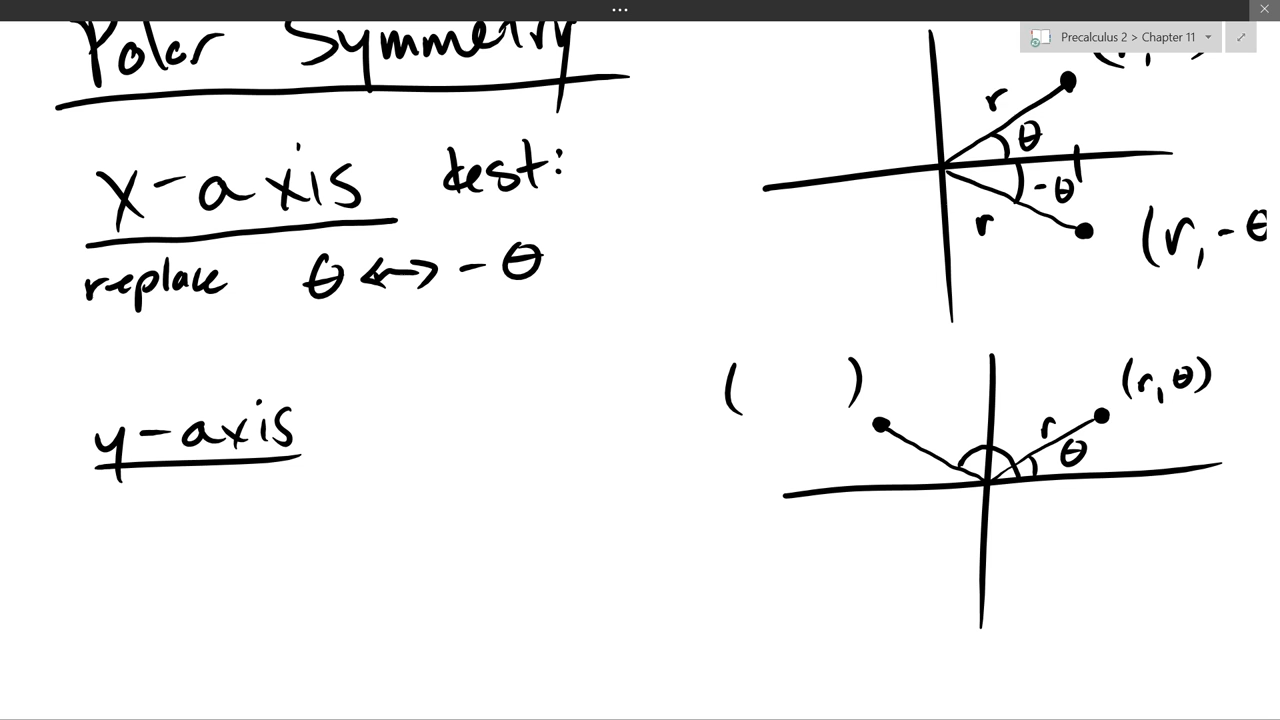 Polar Symmetry
Precalculus 2 > Chapter 11
r
θ
-θ
r
(r, -θ
x-axis test:
replace θ <-> -θ
( )
(r, θ)
r
θ
y-axis